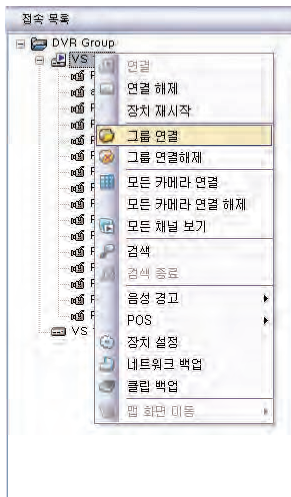 접속 목록
DVR Group
VS
연결
연결 해제
장치 재시작
그룹 연결
그룹 연결해제
모든 카메라 연결
모든 카메라 연결 해제
모든 채널 보기
검색
검색 종료
음성 경고
POS
장치 설정
네트워크 백업
클립 백업
맵 화면 이동
VS